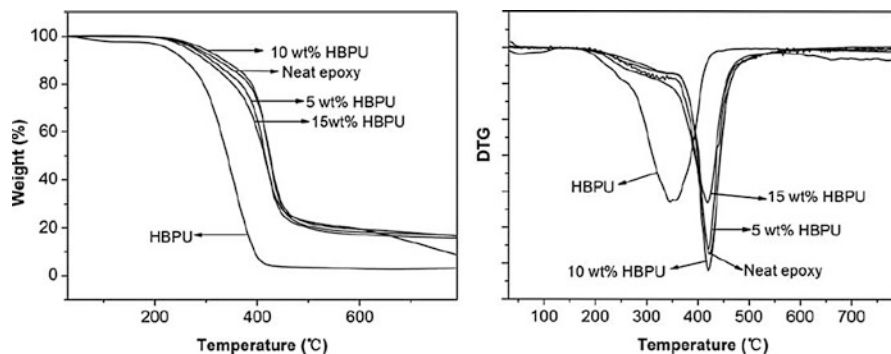 100
80
60
40
20
0
Weight (%)
10 wt% HBPU
Neat epoxy
5 wt% HBPU
15wt% HBPU
HBPU
200 400 600
Temperature (℃)
DTG
HBPU
15 wt% HBPU
5 wt% HBPU
Neat epoxy
10 wt% HBPU
100 200 300 400 500 600 700
Temperature (℃)